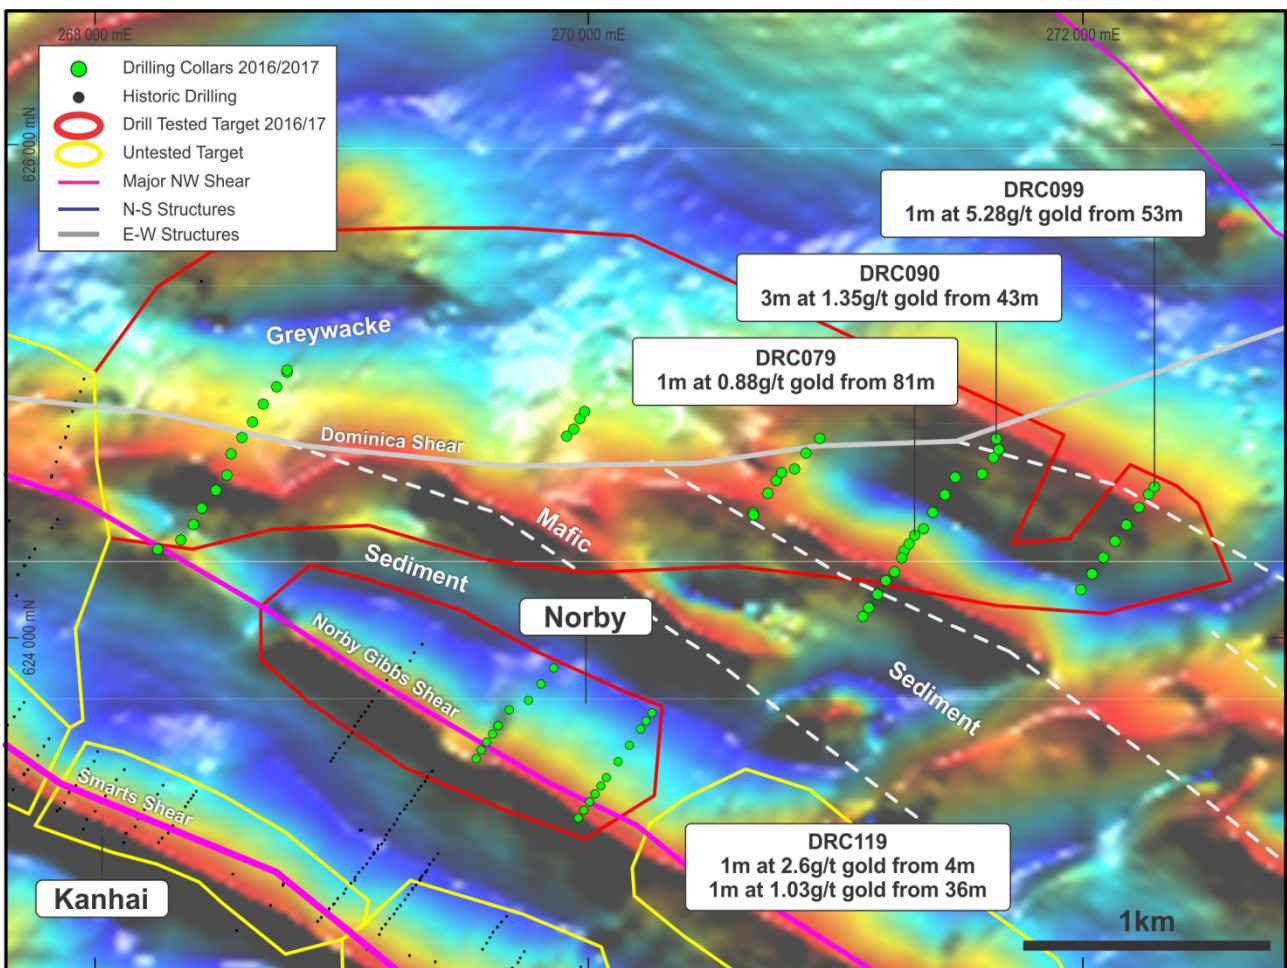 268 000 mE
270 000 mE
272 000 mE
626 000 mN
624 000 mN
Drilling Collars 2016/2017
Historic Drilling
Drill Tested Target 2016/17
Untested Target
Major NW Shear
N-S Structures
E-W Structures
DRC099
1m at 5.28g/t gold from 53m
DRC090
3m at 1.35g/t gold from 43m
DRC079
1m at 0.88g/t gold from 81m
Greywacke
Dominica Shear
Mafic
Sediment
Norby
Norby Gibbs Shear
Sediment
Smarts Shear
DRC119
1m at 2.6g/t gold from 4m
1m at 1.03g/t gold from 36m
Kanhai
1km